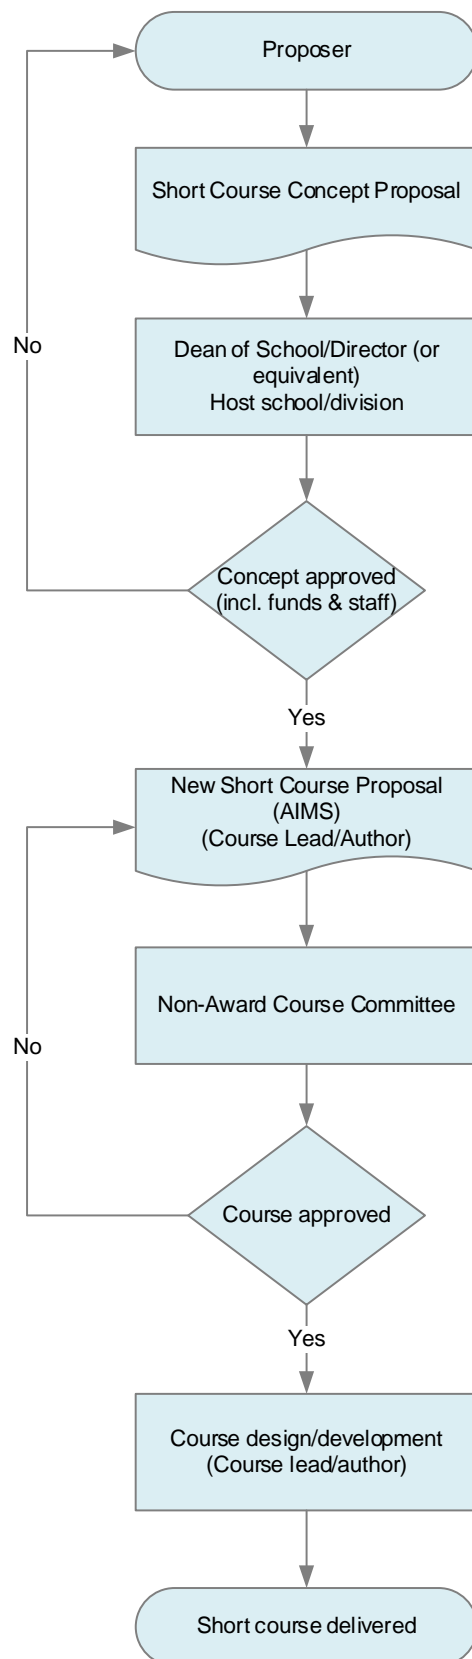 Proposer
Short Course Concept Proposal
No
Dean of School/Director (or
equivalent)
Host school/division
Concept approved
(incl. funds & staff)
Yes
New Short Course Proposal
(AIMS)
(Course Lead/Author)
Non-Award Course Committee
No
Course approved
Yes
Course design/development
(Course lead/author)
Short course delivered